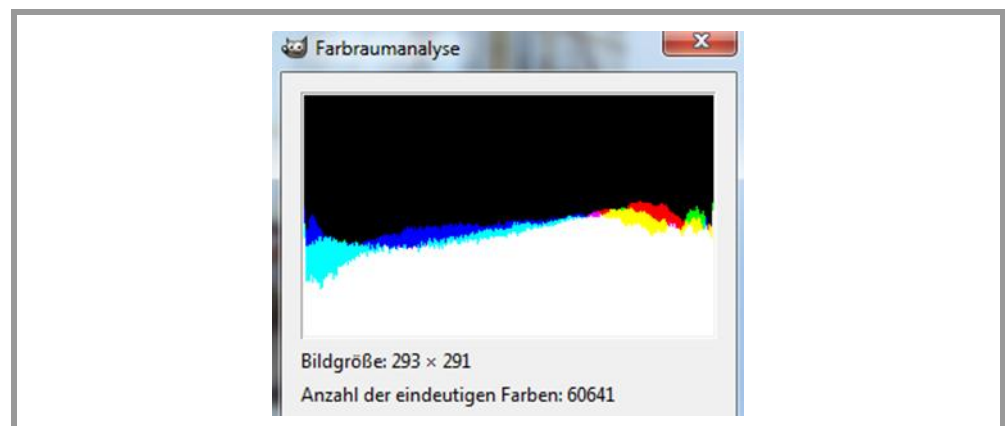 Farbraumanalyse
Bildgröße: 293 × 291
Anzahl der eindeutigen Farben: 60641